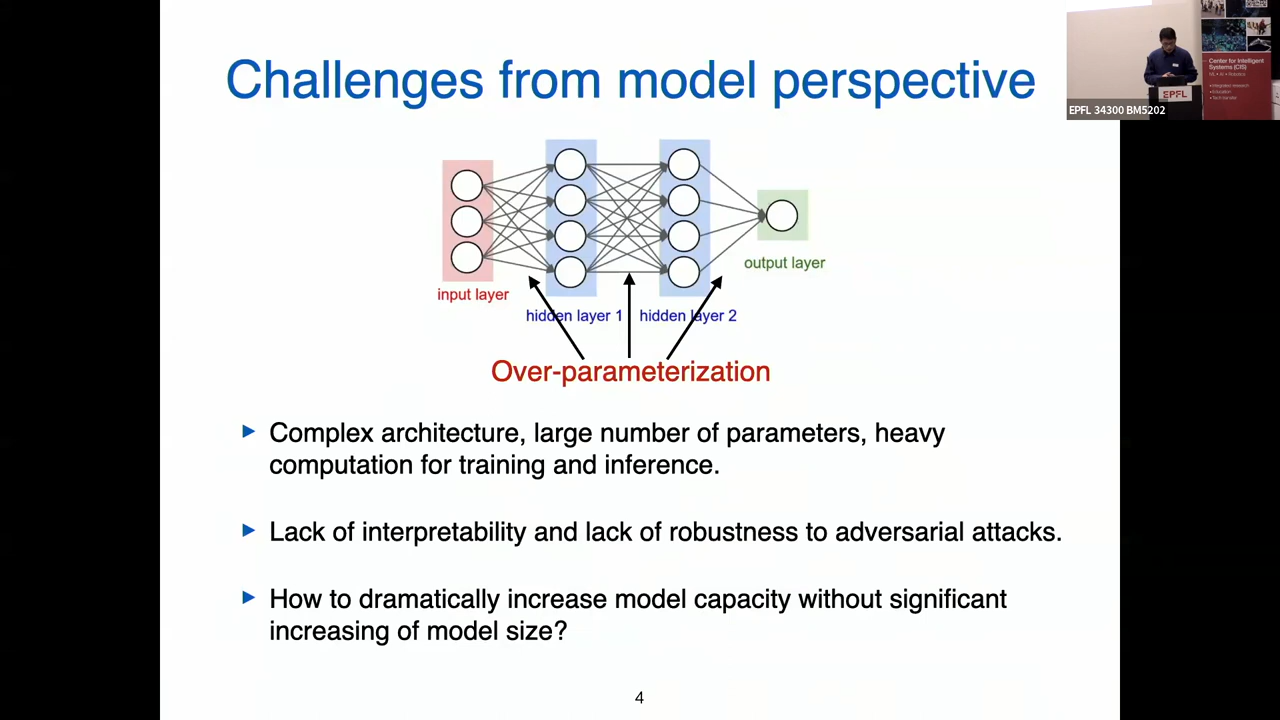 Challenges from model perspective
input layer
hidden layer 1
hidden layer 2
output layer
Over-parameterization
Complex architecture, large number of parameters, heavy
computation for training and inference.
Lack of interpretability and lack of robustness to adversarial attacks.
How to dramatically increase model capacity without significant
increasing of model size?
4
Center for Intelligent
Systems (CIS)
EPFL
EPFL 34300 BM5202